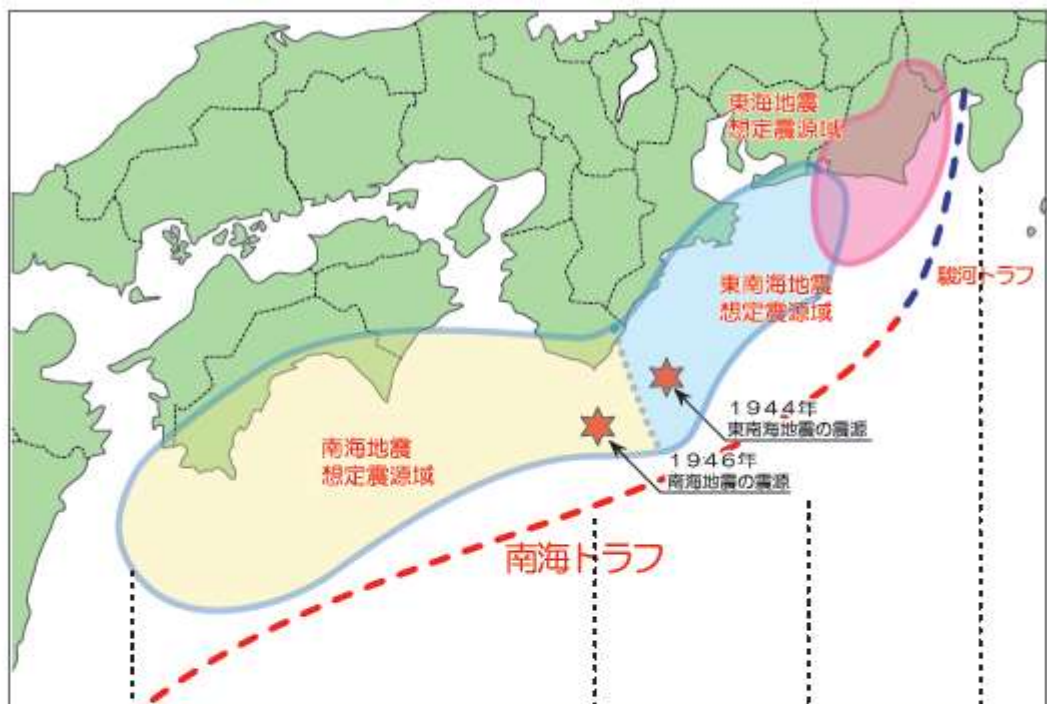 東海地震
想定震源域
駿河トラフ
東南海地震
想定震源域
1944年
東南海地震の震源
南海地震
想定震源域
1946年
南海地震の震源
南海トラフ